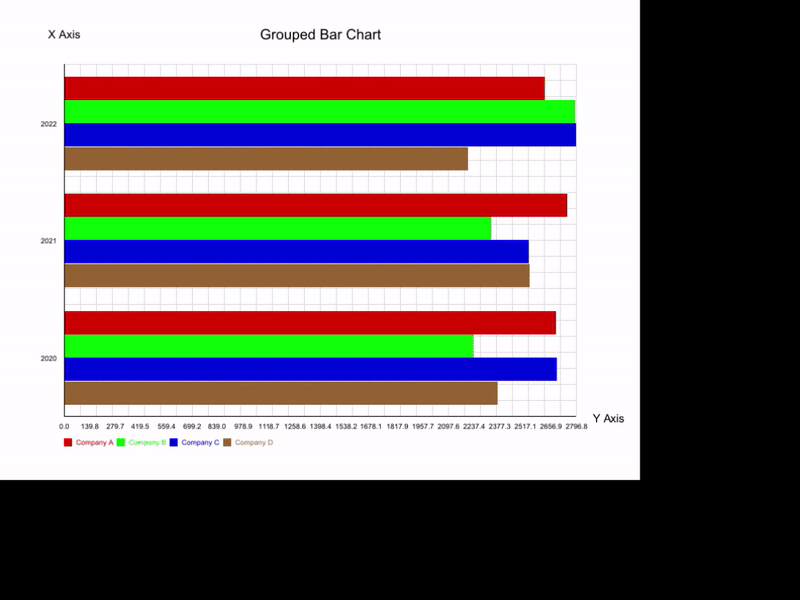 X Axis
Grouped Bar Chart
2022
2021
2020
Y Axis
0.0 139.8 279.7 419.5 559.4 699.2 839.0 978.9 1118.7 1258.6 1398.4 1538.2 1678.1 1817.9 1957.7 2097.6 2237.4 2377.3 2517.1 2656.9 2796.8
Company A Company B Company C Company D